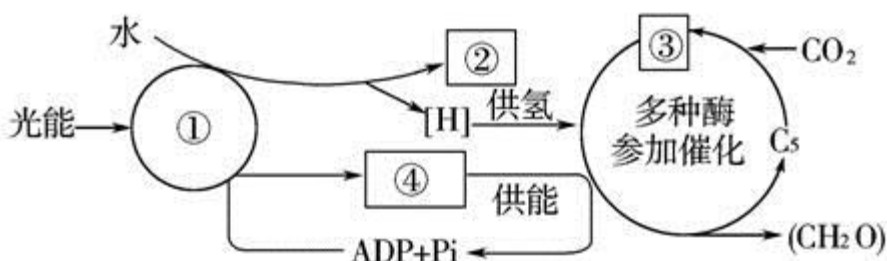 水
②
③
CO₂
光能
①
[H]
供氢
多种酶
参加催化
C₅
④
供能
ADP+Pi
(CH₂O)